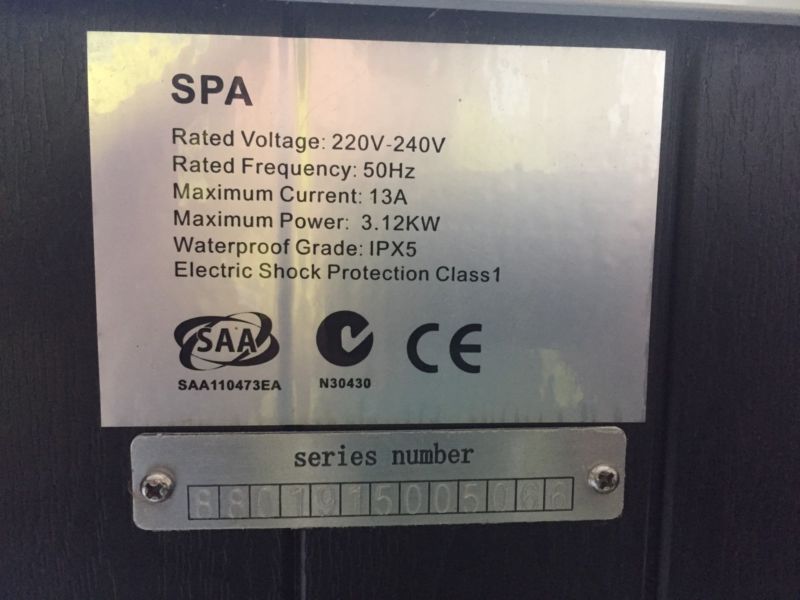 SPA
Rated Voltage: 220V-240V
Rated Frequency: 50Hz
Maximum Current: 13A
Maximum Power: 3.12KW
Waterproof Grade: IPX5
Electric Shock Protection Class1
SAA
CE
SAA110473EA
N30430
series number
8801915005066